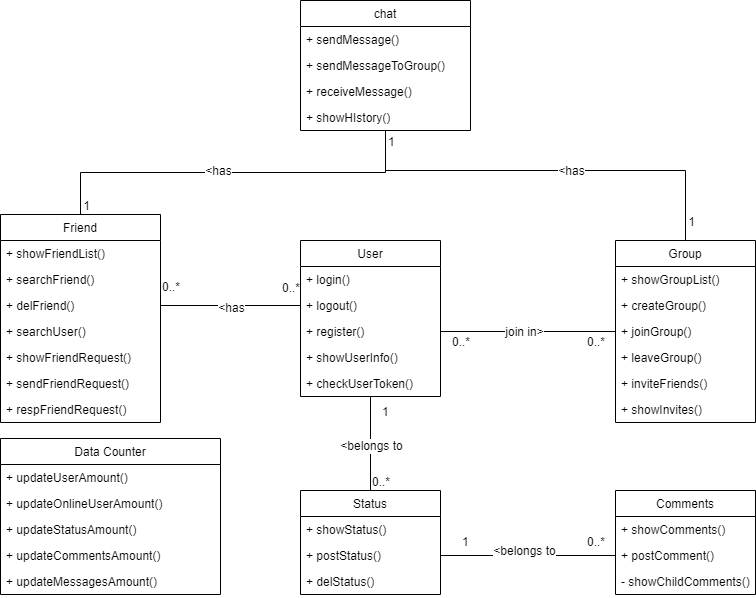 chat
+ sendMessage()
+ sendMessageToGroup()
+ receiveMessage()
+ showHIstory()
1
<has
<has
1
1
Friend
+ showFriendList()
+ searchFriend()
+ delFriend()
+ searchUser()
+ showFriendRequest()
+ sendFriendRequest()
+ respFriendRequest()
0..*
<has
0..*
User
+ login()
+ logout()
+ register()
+ showUserInfo()
+ checkUserToken()
0..*
join in>
0..*
Group
+ showGroupList()
+ createGroup()
+ joinGroup()
+ leaveGroup()
+ inviteFriends()
+ showInvites()
1
<belongs to
0..*
Data Counter
+ updateUserAmount()
+ updateOnlineUserAmount()
+ updateStatusAmount()
+ updateCommentsAmount()
+ updateMessagesAmount()
Status
+ showStatus()
+ postStatus()
+ delStatus()
1
<belongs to
0..*
Comments
+ showComments()
+ postComment()
- showChildComments()